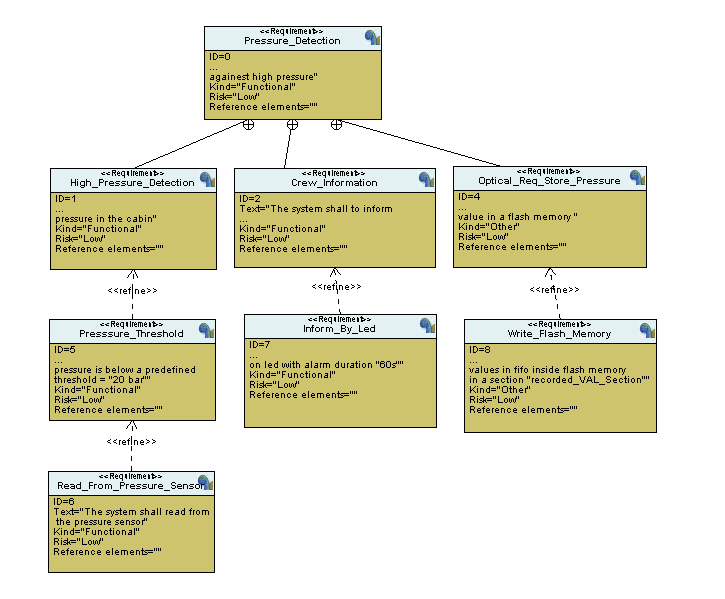 <<Requirement>>
Pressure_Detection
ID=0
...
againest high pressure"
Kind="Functional"
Risk="Low"
Reference elements=""
<<Requirement>>
High_Pressure_Detection
ID=1
...
pressure in the cabin"
Kind="Functional"
Risk="Low"
Reference elements=""
<<Requirement>>
Crew_Information
ID=2
Text="The system shall to inform
...
Kind="Functional"
Risk="Low"
Reference elements=""
<<Requirement>>
Optical_Req_Store_Pressure
ID=4
...
value in a flash memory "
Kind="Other"
Risk="Low"
Reference elements=""
<<refine>>
<<refine>>
<<refine>>
<<Requirement>>
Presssure_Threshold
ID=5
...
pressure is below a predefined
threshold = "20 bar""
Kind="Functional"
Risk="Low"
Reference elements=""
<<Requirement>>
Inform_By_Led
ID=7
...
on led with alarm duration "60s""
Kind="Functional"
Risk="Low"
Reference elements=""
<<Requirement>>
Write_Flash_Memory
ID=8
...
values in fifo inside flash memory
in a section "recorded_VAL_Section""
Kind="Other"
Risk="Low"
Reference elements=""
<<refine>>
<<Requirement>>
Read_From_Pressure_Sensor
ID=6
Text="The system shall read from
the pressure sensor"
Kind="Functional"
Risk="Low"
Reference elements=""